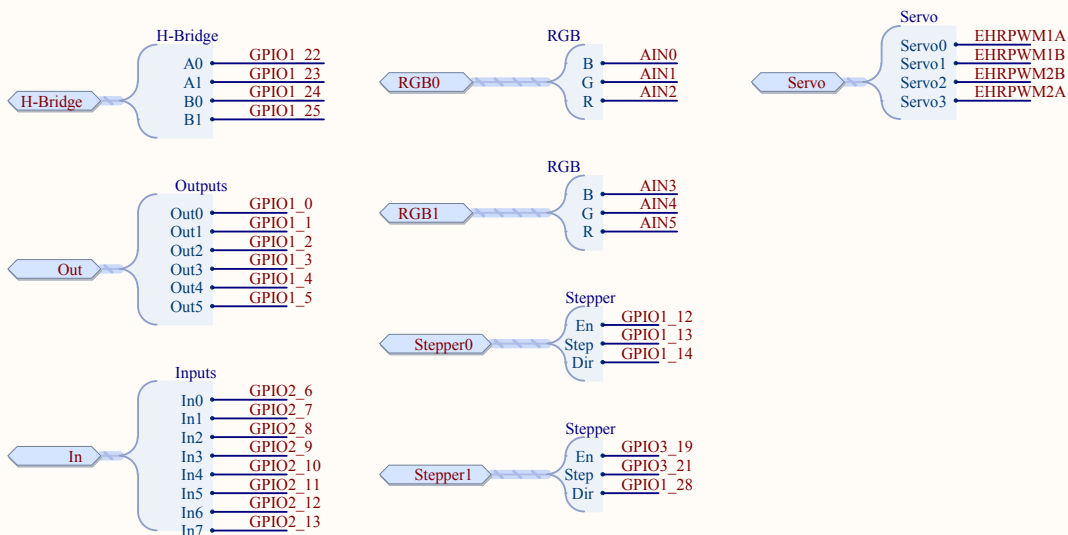 H-Bridge
H-Bridge
A0 GPIO1_22
A1 GPIO1_23
B0 GPIO1_24
B1 GPIO1_25
Outputs
Out
Out0 GPIO1_0
Out1 GPIO1_1
Out2 GPIO1_2
Out3 GPIO1_3
Out4 GPIO1_4
Out5 GPIO1_5
Inputs
In
In0 GPIO2_6
In1 GPIO2_7
In2 GPIO2_8
In3 GPIO2_9
In4 GPIO2_10
In5 GPIO2_11
In6 GPIO2_12
In7 GPIO2_13
RGB
RGB0
B AIN0
G AIN1
R AIN2
RGB
RGB1
B AIN3
G AIN4
R AIN5
Stepper
Stepper0
En GPIO1_12
Step GPIO1_13
Dir GPIO1_14
Stepper
Stepper1
En GPIO3_19
Step GPIO3_21
Dir GPIO1_28
Servo
Servo
Servo0 EHRPWM1A
Servo1 EHRPWM1B
Servo2 EHRPWM2B
Servo3 EHRPWM2A